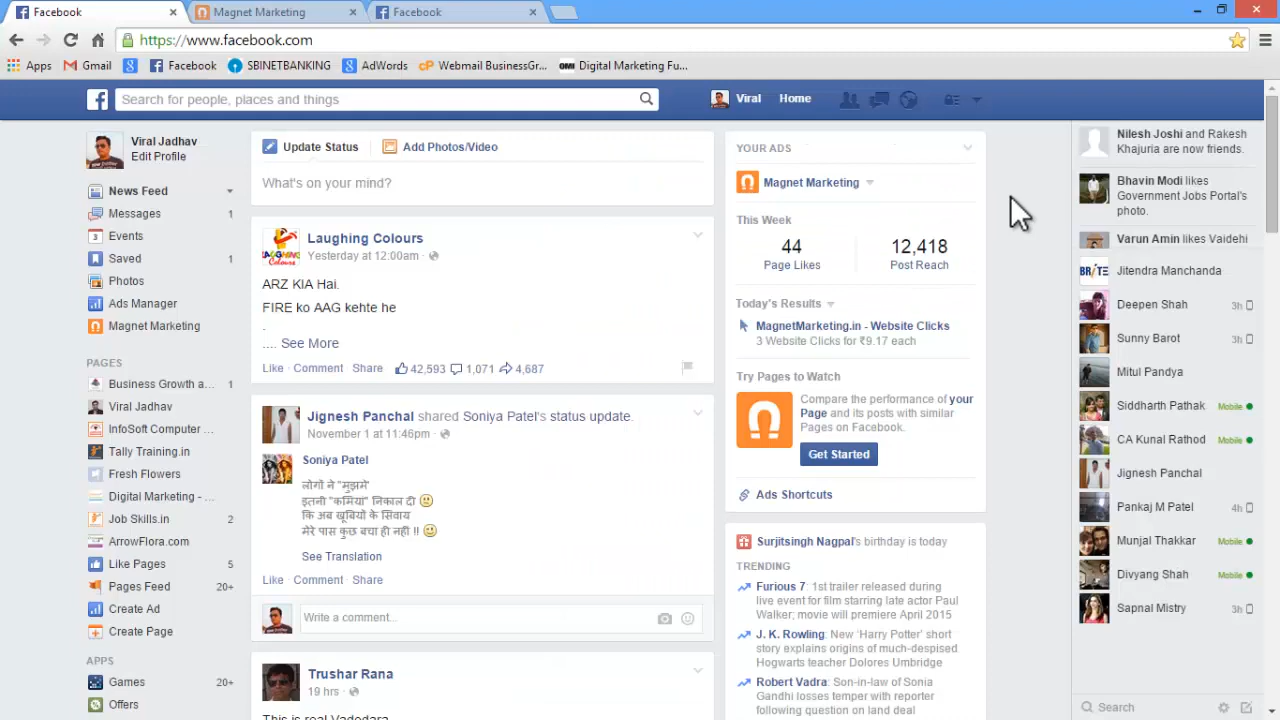 Facebook
Magnet Marketing
Facebook
https://www.facebook.com
Apps
Gmail
Facebook
SBINETBANKING
AdWords
Webmail BusinessGr...
OMI Digital Marketing Fu...
Search for people, places and things
Viral
Home
Viral Jadhav
Edit Profile
News Feed
Messages 1
Events
Saved 1
Photos
Ads Manager
Magnet Marketing
PAGES
Business Growth a... 1
Viral Jadhav
InfoSoft Computer ...
Tally Training.in
Fresh Flowers
Digital Marketing - ...
Job Skills.in 2
ArrowFlora.com
Like Pages 5
Pages Feed 20+
Create Ad
Create Page
APPS
Games 20+
Offers
Update Status
Add Photos/Video
What's on your mind?
Laughing Colours
Yesterday at 12:00am ·
ARZ KIA Hai.
FIRE ko AAG kehte he
.
.... See More
Like · Comment Share 42,593 1,071 4,687
Jignesh Panchal shared Soniya Patel's status update.
November 1 at 11:46pm ·
Soniya Patel
लोगों ने "मुझमे"
इतनी "कमियां" निकाल दी
कि अब खूबियों के सिवाय
मेरे पास कुछ बचा ही नहीं !!
See Translation
Like · Comment · Share
Write a comment...
Trushar Rana
19 hrs ·
This is real Vadodara
YOUR ADS
Magnet Marketing
This Week
44
Page Likes
12,418
Post Reach
Today's Results
MagnetMarketing.in - Website Clicks
3 Website Clicks for ₹9.17 each
Try Pages to Watch
Compare the performance of your
Page and its posts with similar
Pages on Facebook.
Get Started
Ads Shortcuts
Surjitsingh Nagpal's birthday is today
TRENDING
Furious 7: 1st trailer released during
live event for film starring late actor Paul
Walker; movie will premiere April 2015
J. K. Rowling: New 'Harry Potter' short
story explains origins of much-despised
Hogwarts teacher Dolores Umbridge
Robert Vadra: Son-in-law of Sonia
Gandhi losses temper with reporter
following question on land deal
Nilesh Joshi and Rakesh
Khajuria are now friends.
Bhavin Modi likes
Government Jobs Portal's
photo.
Varun Amin likes Vaidehi
Jitendra Manchanda
Deepen Shah 3h
Sunny Barot 3h
Mitul Pandya
Siddharth Pathak Mobile
CA Kunal Rathod Mobile
Jignesh Panchal
Pankaj M Patel 4h
Munjal Thakkar Mobile
Divyang Shah Mobile
Sapnal Mistry 3h
Search